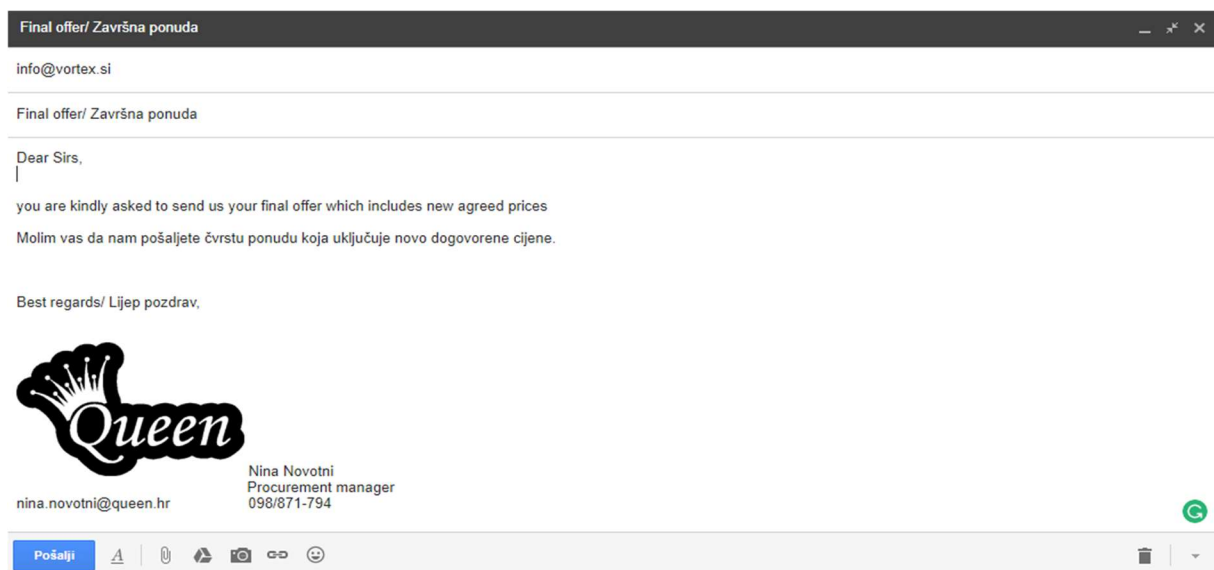 Final offer/ Završna ponuda
info@vortex.si
Final offer/ Završna ponuda
Dear Sirs,
you are kindly asked to send us your final offer which includes new agreed prices
Molim vas da nam pošaljete čvrstu ponudu koja uključuje novo dogovorene cijene.
Best regards/ Lijep pozdrav,
Queen
Nina Novotni
Procurement manager
nina.novotni@queen.hr 098/871-794
Pošalji